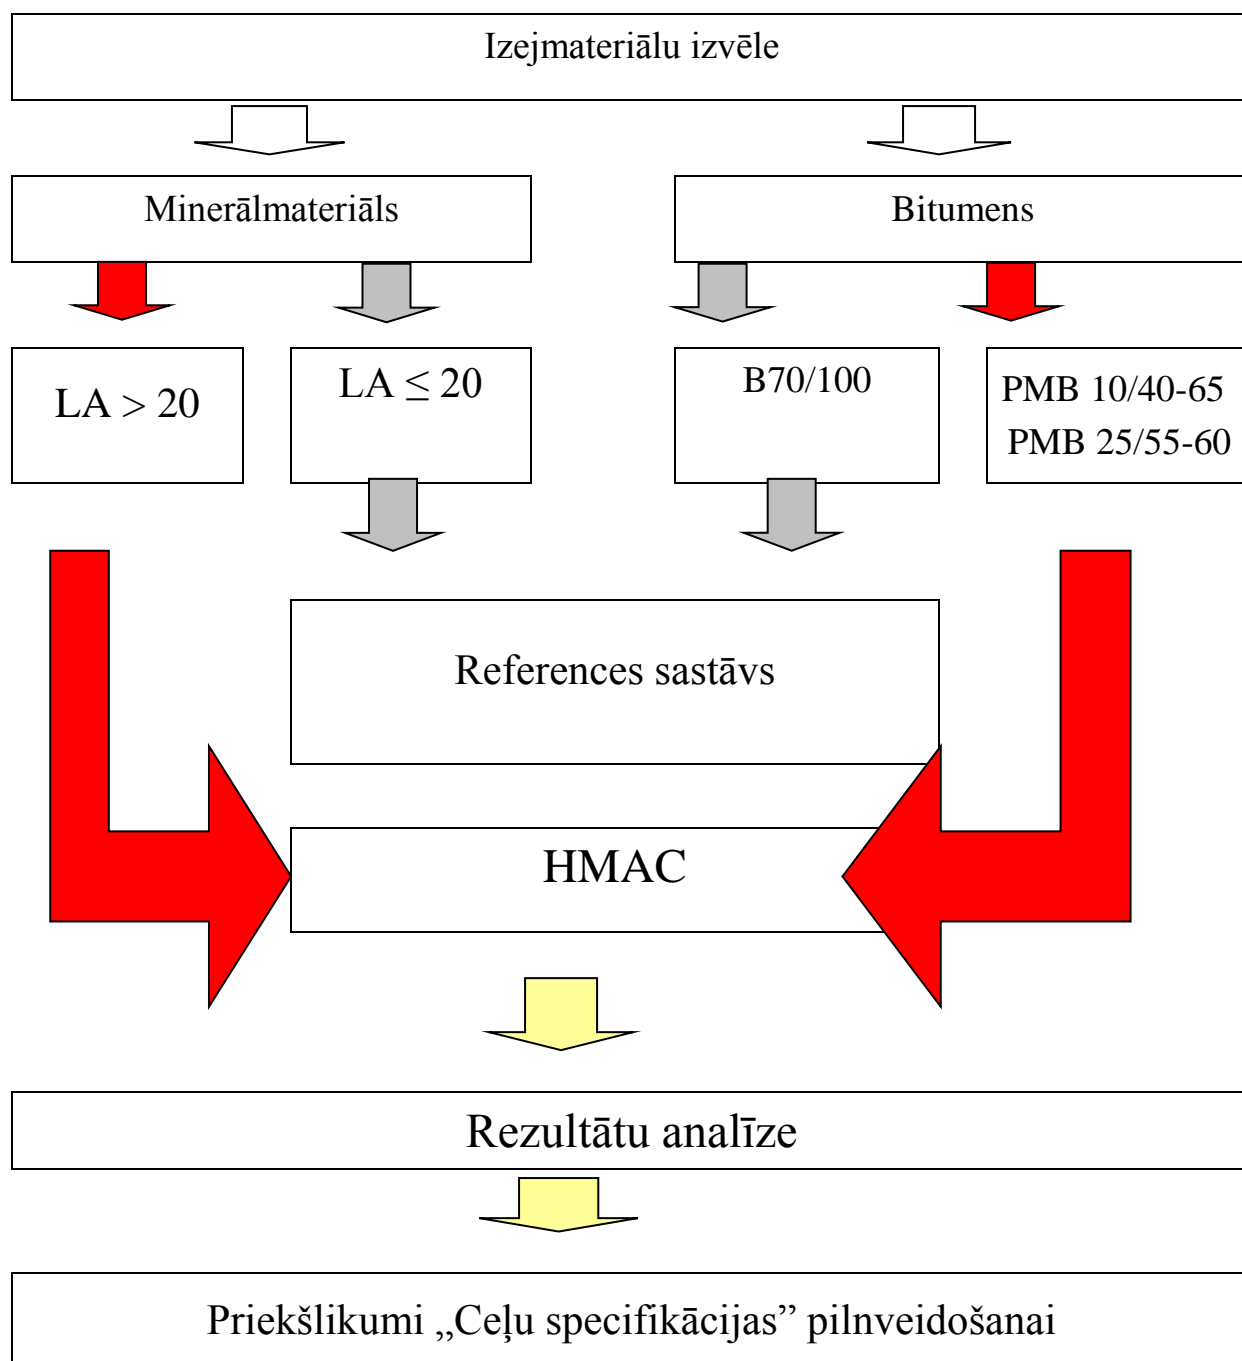 Izejmateriālu izvēle
Minerālmateriāls
Bitumens
LA > 20
LA ≤ 20
B70/100
PMB 10/40-65
PMB 25/55-60
References sastāvs
HMAC
Rezultātu analīze
Priekšlikumi „Ceļu specifikācijas” pilnveidošanai